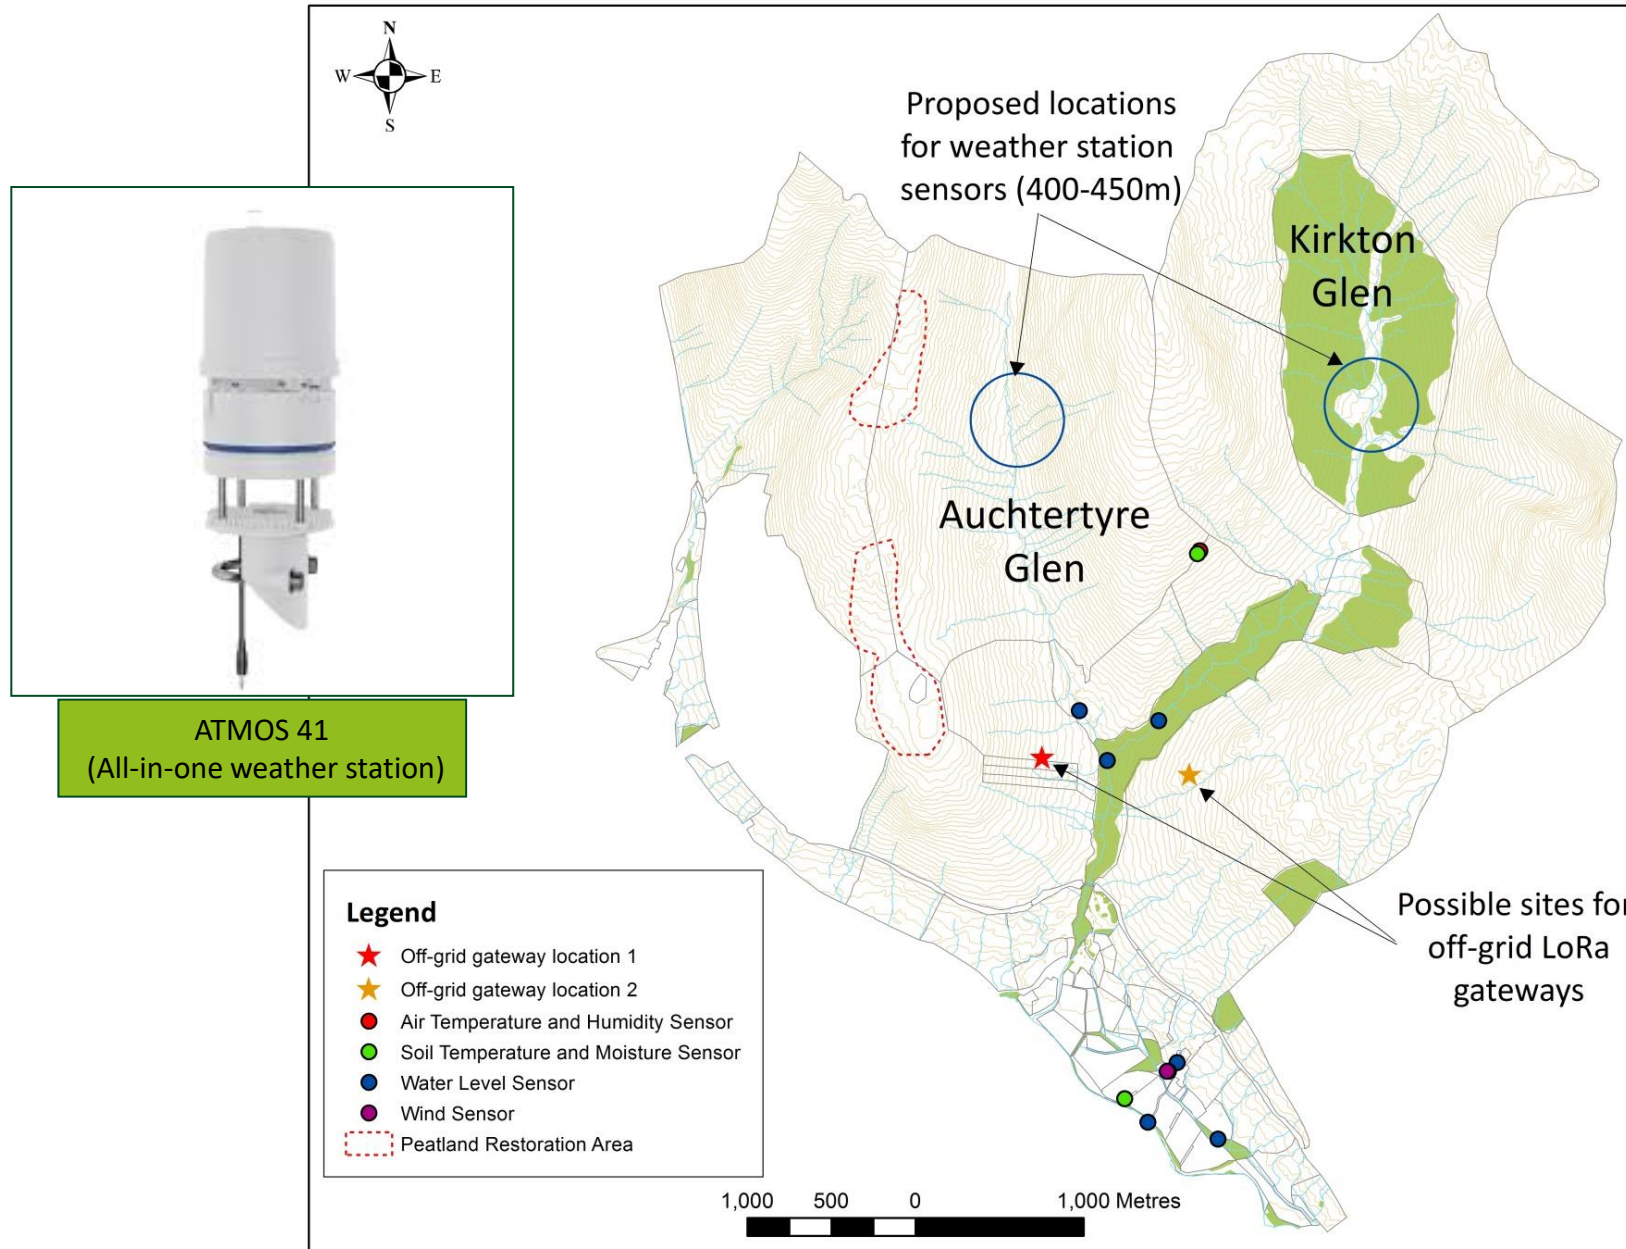 N
W E
S
Proposed locations
for weather station
sensors (400-450m)
Kirkton
Glen
Auchtertyre
Glen
ATMOS 41
(All-in-one weather station)
Possible sites for
off-grid LoRa
gateways
Legend
Off-grid gateway location 1
Off-grid gateway location 2
Air Temperature and Humidity Sensor
Soil Temperature and Moisture Sensor
Water Level Sensor
Wind Sensor
Peatland Restoration Area
1,000 500 0 1,000 Metres